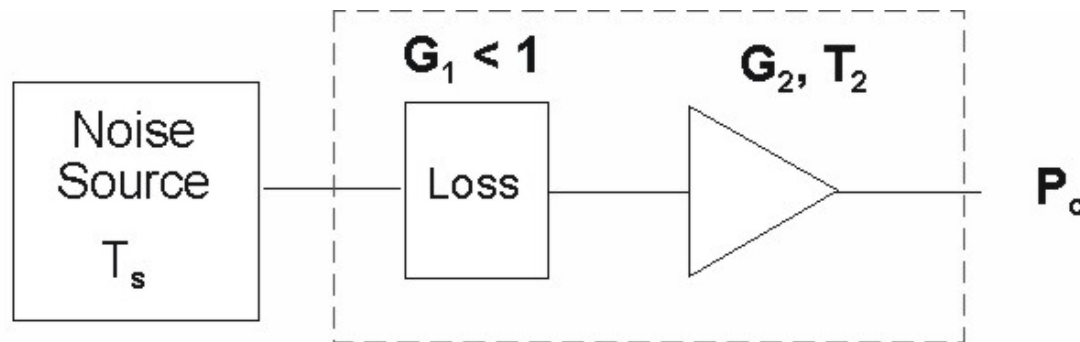 Noise
Source
Tₛ
G₁ < 1
Loss
G₂, T₂
Pₒ